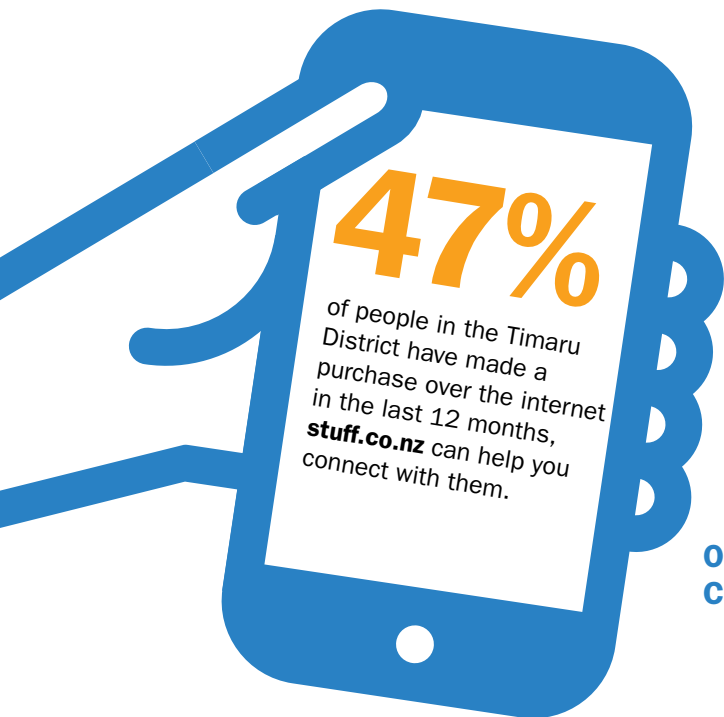 47%
of people in the Timaru
District have made a
purchase over the internet
in the last 12 months,
stuff.co.nz can help you
connect with them.
o
c